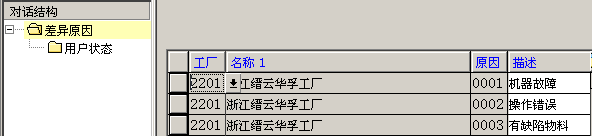 对话结构
差异原因
用户状态
工厂 名称 1 原因 描述
2201 江缙云华孚工厂 0001 机器故障
2201 浙江缙云华孚工厂 0002 操作错误
2201 浙江缙云华孚工厂 0003 有缺陷物料